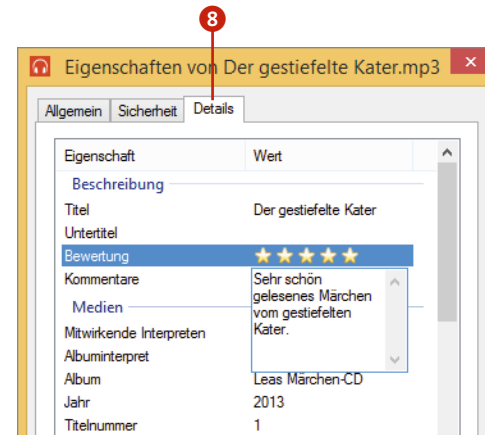 8
Eigenschaften von Der gestiefelte Kater.mp3
Allgemein Sicherheit Details
Eigenschaft Wert
Beschreibung
Titel Der gestiefelte Kater
Untertitel
Bewertung
Kommentare Sehr schön
gelesenes Märchen
vom gestiefelten
Kater.
Medien
Mitwirkende Interpreten
Albuminterpret
Album Leas Märchen-CD
Jahr 2013
Titelnummer 1